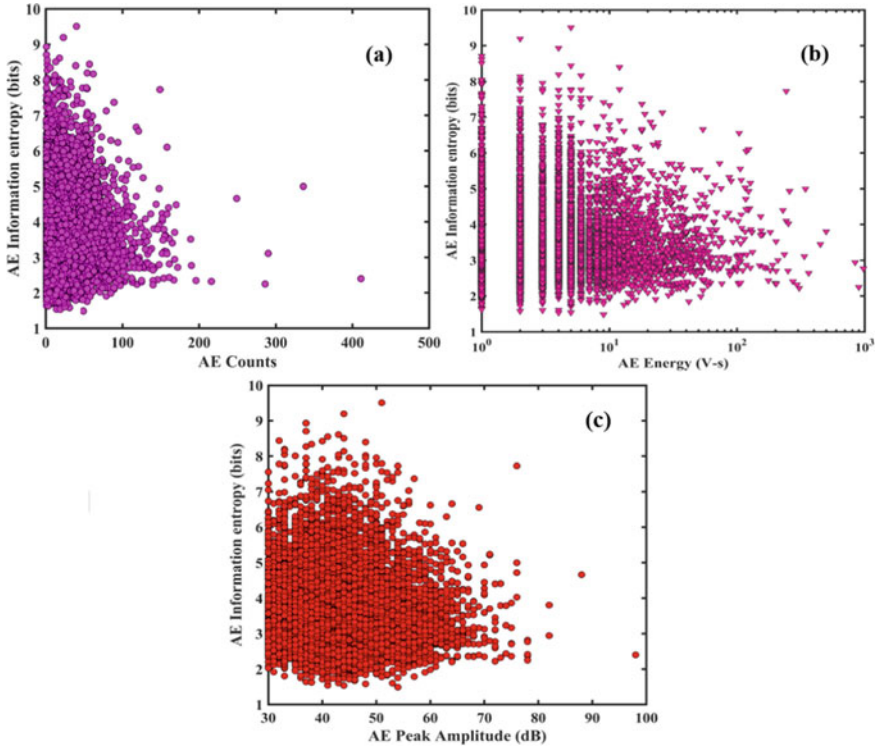 (a)
AE Information entropy (bits)
10
9
8
7
6
5
4
3
2
1
0 100 200 300 400 500
AE Counts
(b)
AE Information entropy (bits)
10
9
8
7
6
5
4
3
2
1
10^0 10^1 10^2 10^3
AE Energy (V-s)
(c)
AE Information entropy (bits)
10
9
8
7
6
5
4
3
2
1
30 40 50 60 70 80 90 100
AE Peak Amplitude (dB)